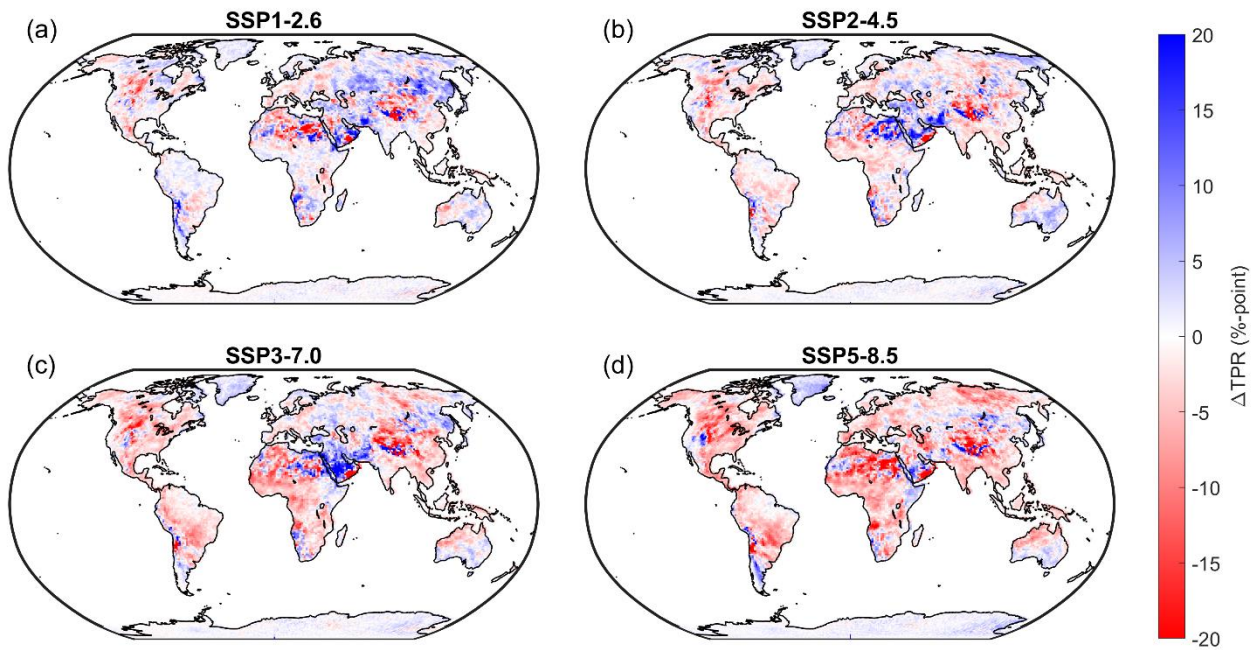 (a)
SSP1-2.6
(b)
SSP2-4.5
(c)
SSP3-7.0
(d)
SSP5-8.5
20
15
10
5
0
-5
-10
-15
-20
ΔTPR (%-point)